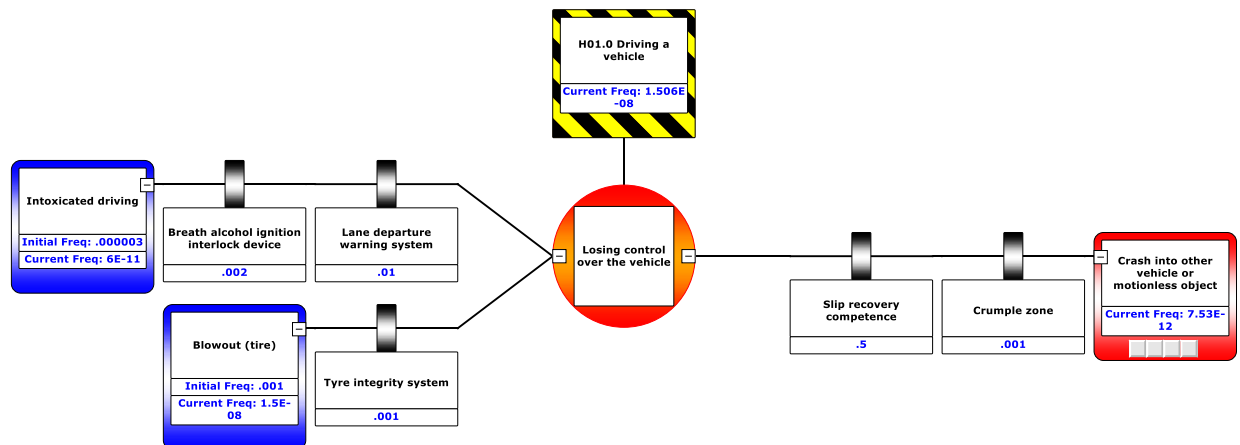 H01.0 Driving a
vehicle
Current Freq: 1.506E
-08
Intoxicated driving
Initial Freq: .000003
Current Freq: 6E-11
Breath alcohol ignition
interlock device
.002
Lane departure
warning system
.01
Losing control
over the vehicle
Slip recovery
competence
.5
Crumple zone
.001
Crash into other
vehicle or
motionless object
Current Freq: 7.53E-
12
Blowout (tire)
Initial Freq: .001
Current Freq: 1.5E-
08
Tyre integrity system
.001